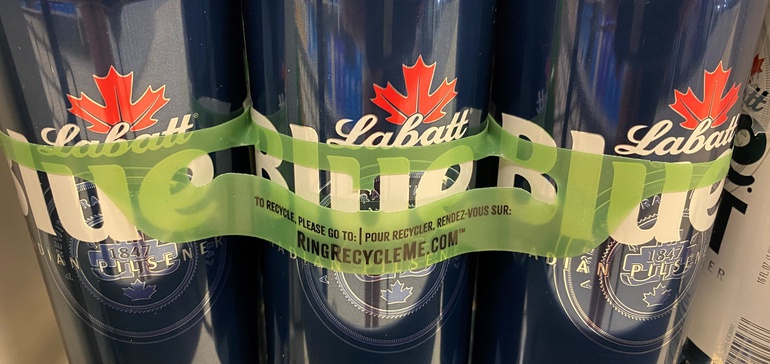 Labatt
Blue
1847
PILSENER
Labatt
Blue
TO RECYCLE, PLEASE GO TO: | POUR RECYCLER, RENDEZ-VOUS SUR:
RINGRECYCLEME.COM™
Labatt
Blue
1847
PILSENER